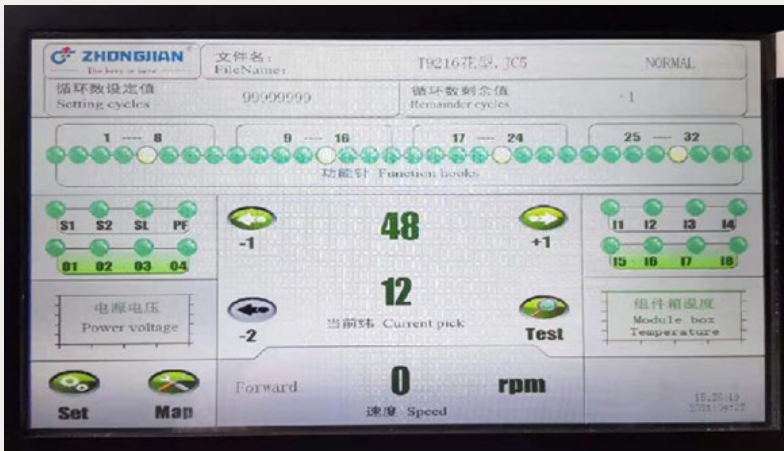 ZHONGJIAN®
文件名:
FileName:
T92167花型.JC5
NORMAL
循环数设定值
Setting cycles
99999999
循环数剩余值
Remainder cycles
-1
1 — 8
9 — 16
17 — 24
25 — 32
功能针 Function hooks
S1 S2 SL PF
01 02 03 04
-1
48
+1
I1 I2 I3 I4
I5 I6 I7 I8
电源电压
Power voltage
-2
12
当前纬 Current pick
Test
组件箱温度
Module box
Temperature
Set
Map
Forward
0
rpm
速度 Speed